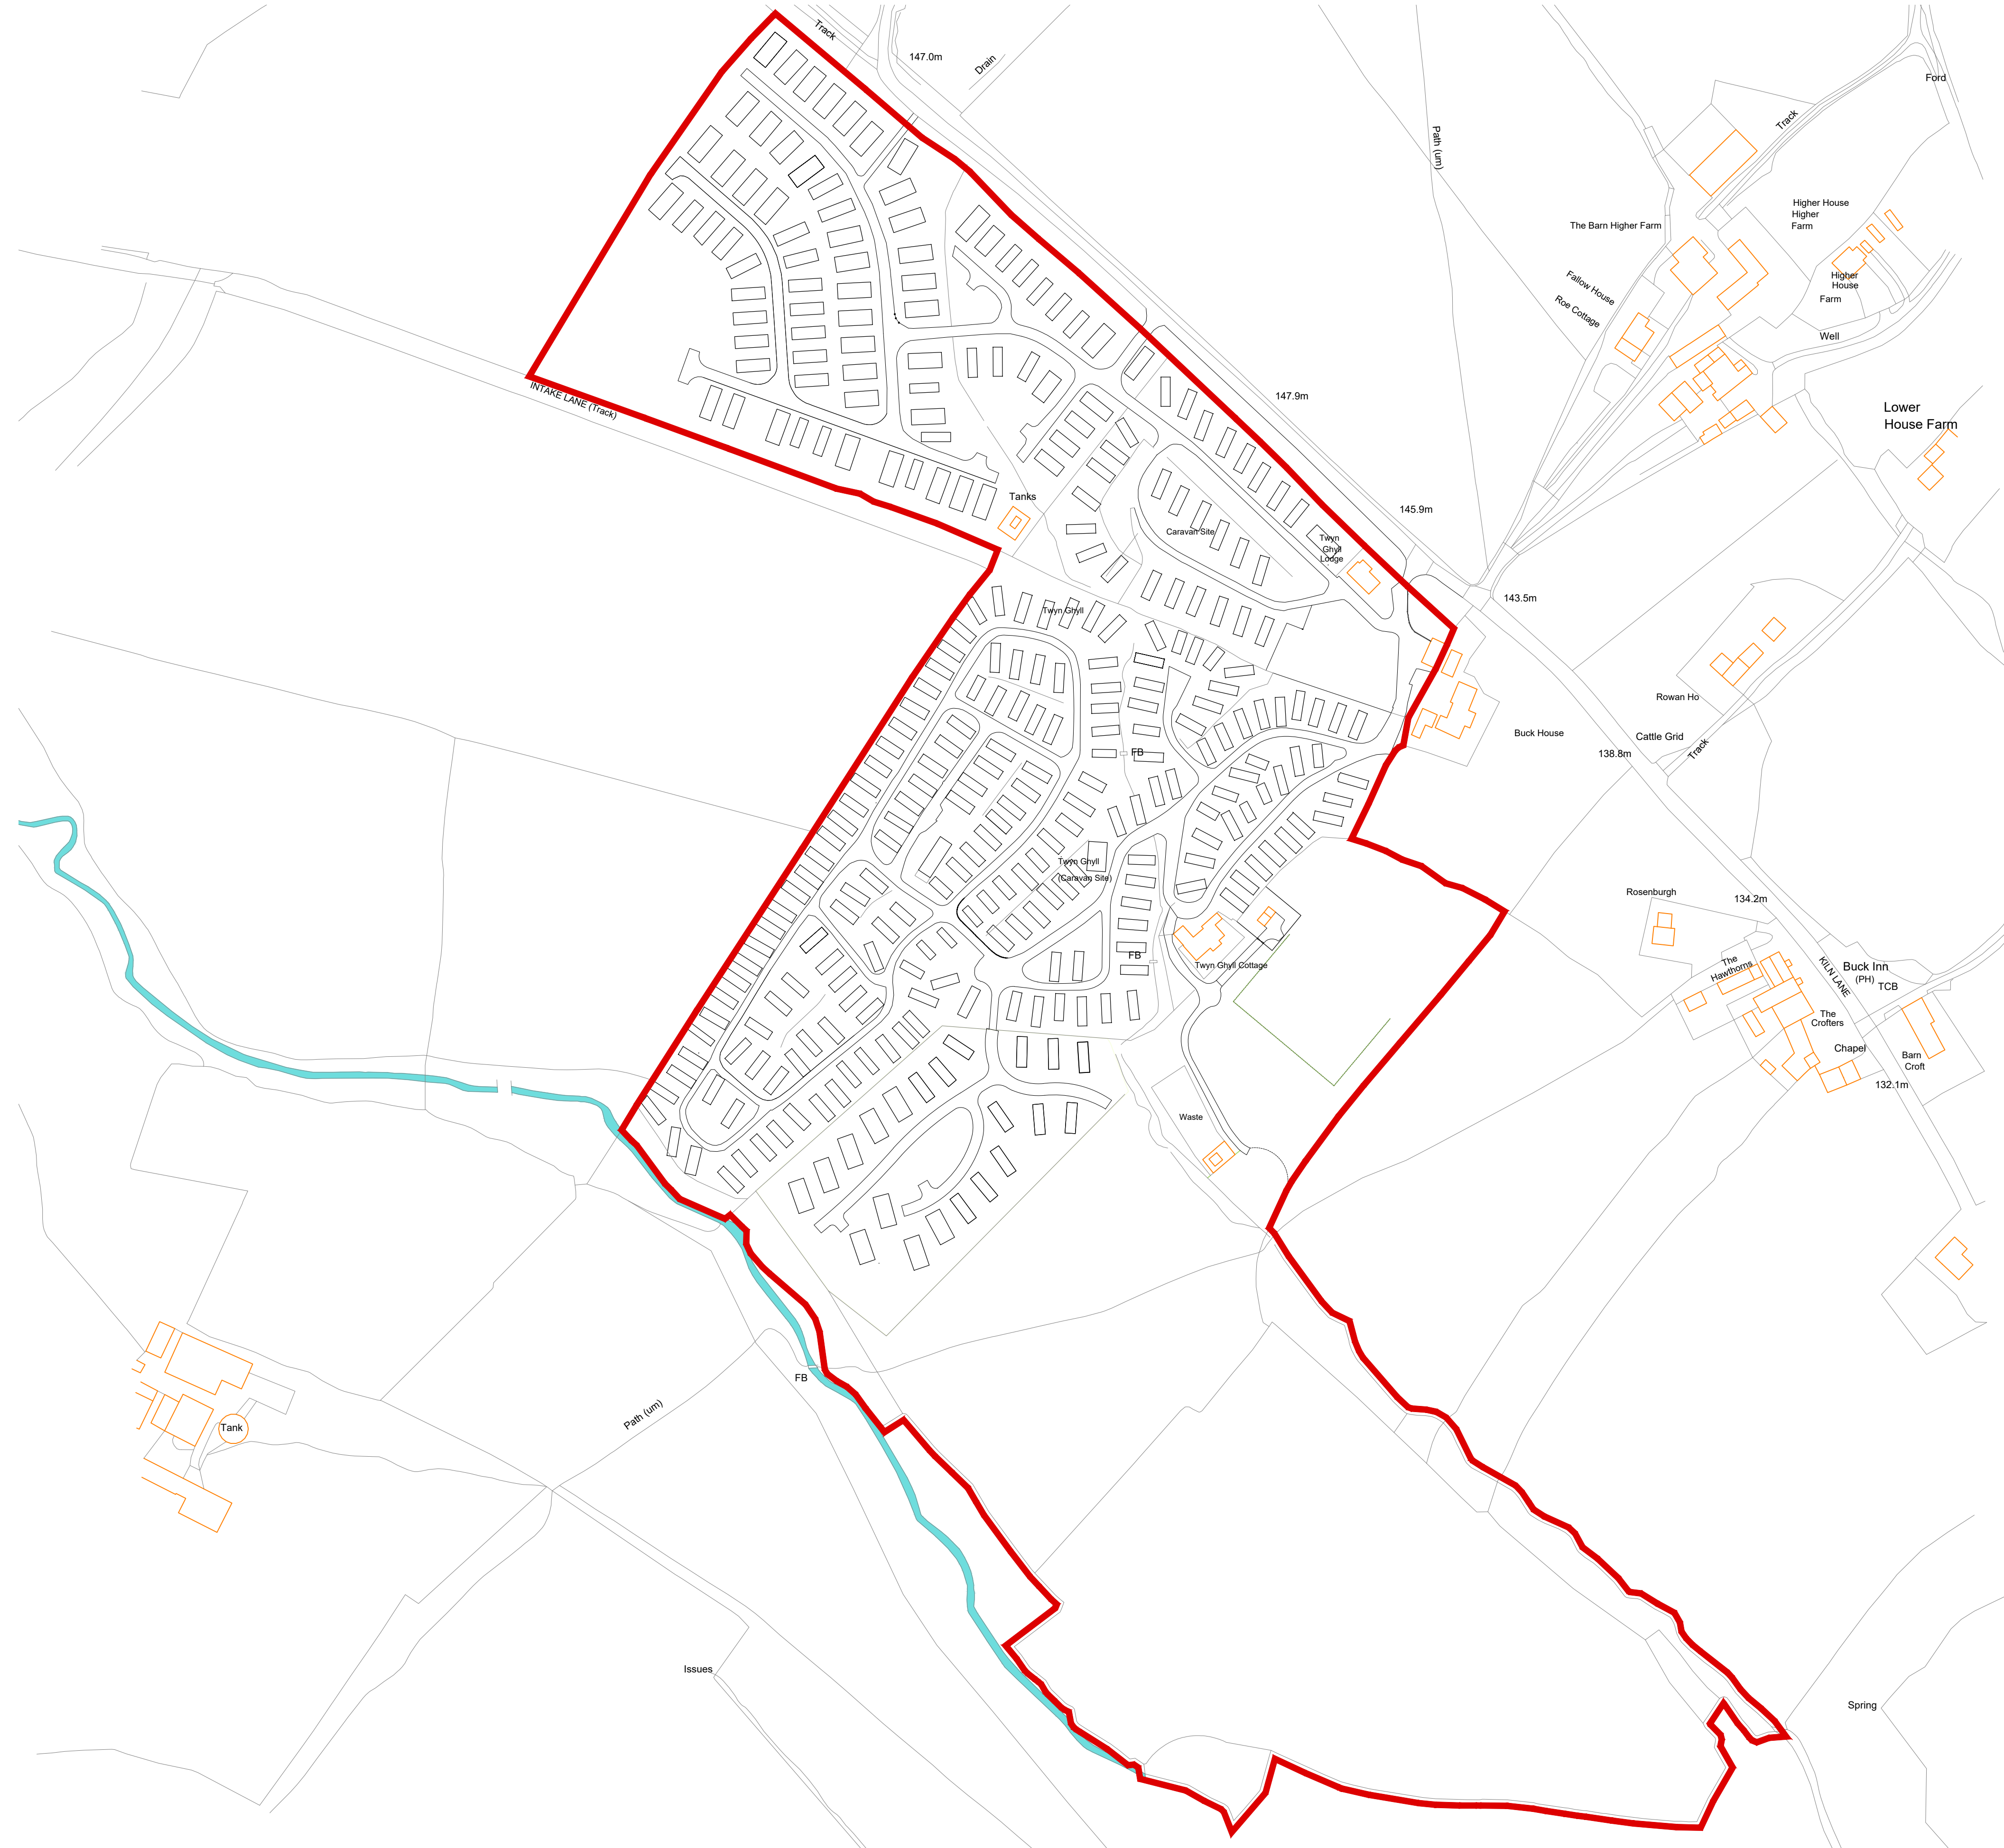 Track
147.0m
Drain
Ford
Track
Path (um)
Higher House
Higher
Farm
The Barn Higher Farm
Higher
House
Farm
Fallow House
Roe Cottage
Well
INTAKE LANE (Track)
147.9m
Lower
House Farm
Tanks
145.9m
Caravan Site
Twyn
Ghyll
Lodge
143.5m
Twyn Ghyll
Rowan Ho
Buck House
Cattle Grid
FB
Track
138.8m
Twyn Ghyll
(Caravan Site)
Rosenburgh
134.2m
FB
Twyn Ghyll Cottage
The
Hawthorns
KILN LANE
Buck Inn
(PH)
TCB
The
Crofters
Chapel
Barn
Croft
132.1m
Waste
FB
Path (um)
Tank
Issues
Spring